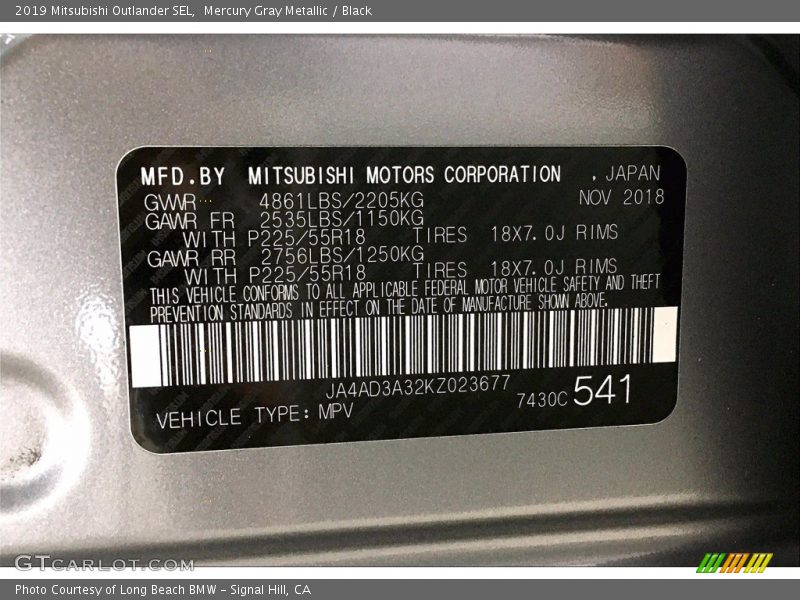 2019 Mitsubishi Outlander SEL,  Mercury Gray Metallic / Black
MFD.BY MITSUBISHI MOTORS CORPORATION . JAPAN
GVWR 4861LBS/2205KG NOV 2018
GAWR FR 2535LBS/1150KG
WITH P225/55R18 TIRES 18X7.0J RIMS
GAWR RR 2756LBS/1250KG
WITH P225/55R18 TIRES 18X7.0J RIMS
THIS VEHICLE CONFORMS TO ALL APPLICABLE FEDERAL MOTOR VEHICLE SAFETY AND THEFT
PREVENTION STANDARDS IN EFFECT ON THE DATE OF MANUFACTURE SHOWN ABOVE.
JA4AD3A32KZ023677
VEHICLE TYPE: MPV 7430C 541
GTcarlot.com
Photo Courtesy of Long Beach BMW - Signal Hill, CA